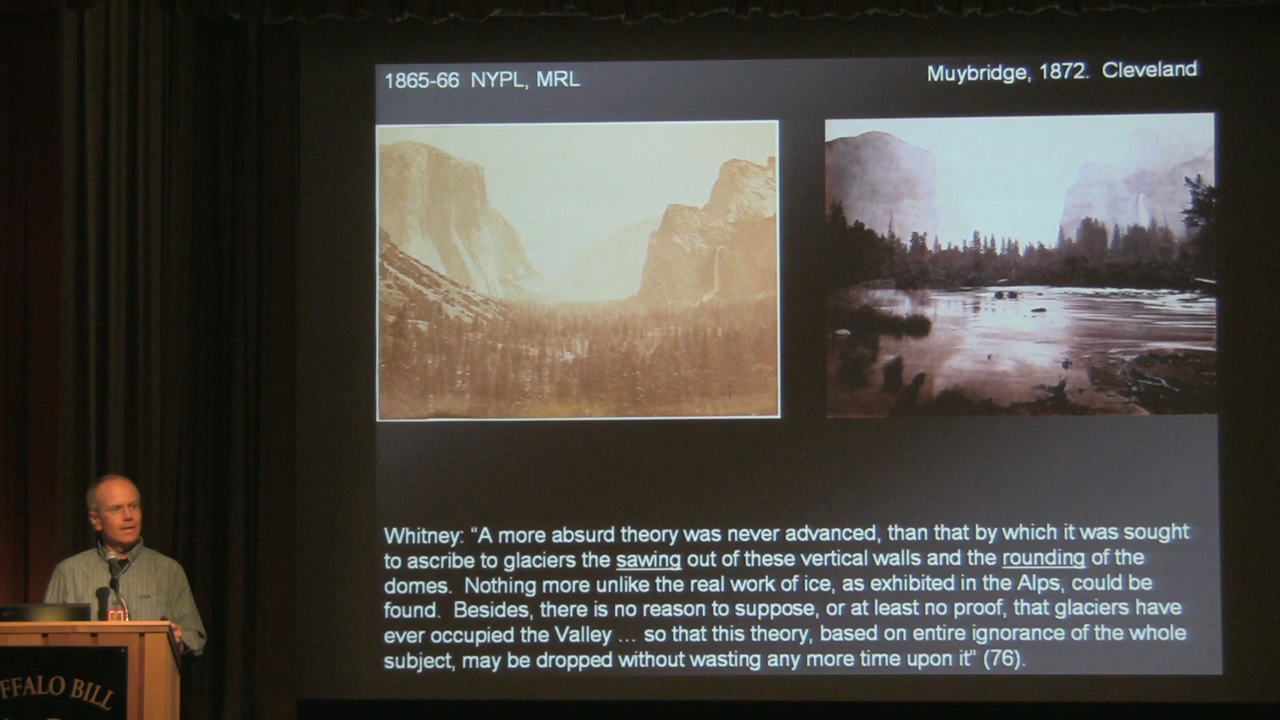 1865-66 NYPL, MRL
Muybridge, 1872. Cleveland
Whitney: "A more absurd theory was never advanced, than that by which it was sought
to ascribe to glaciers the sawing out of these vertical walls and the rounding of the
domes. Nothing more unlike the real work of ice, as exhibited in the Alps, could be
found. Besides, there is no reason to suppose, or at least no proof, that glaciers have
ever occupied the Valley ... so that this theory, based on entire ignorance of the whole
subject, may be dropped without wasting any more time upon it" (76).
FFALO BILL